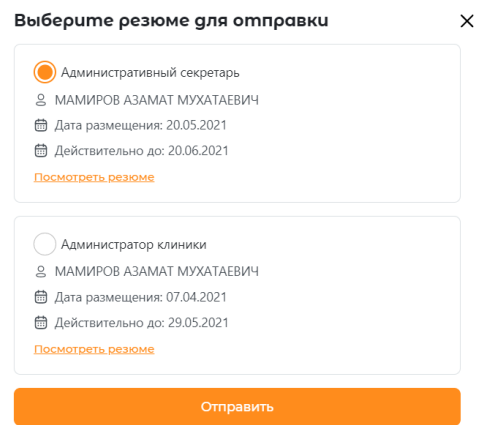 Выберите резюме для отправки
Административный секретарь
МАМИРОВ АЗАМАТ МУХАТАЕВИЧ
Дата размещения: 20.05.2021
Действительно до: 20.06.2021
Посмотреть резюме
Администратор клиники
МАМИРОВ АЗАМАТ МУХАТАЕВИЧ
Дата размещения: 07.04.2021
Действительно до: 29.05.2021
Посмотреть резюме
Отправить